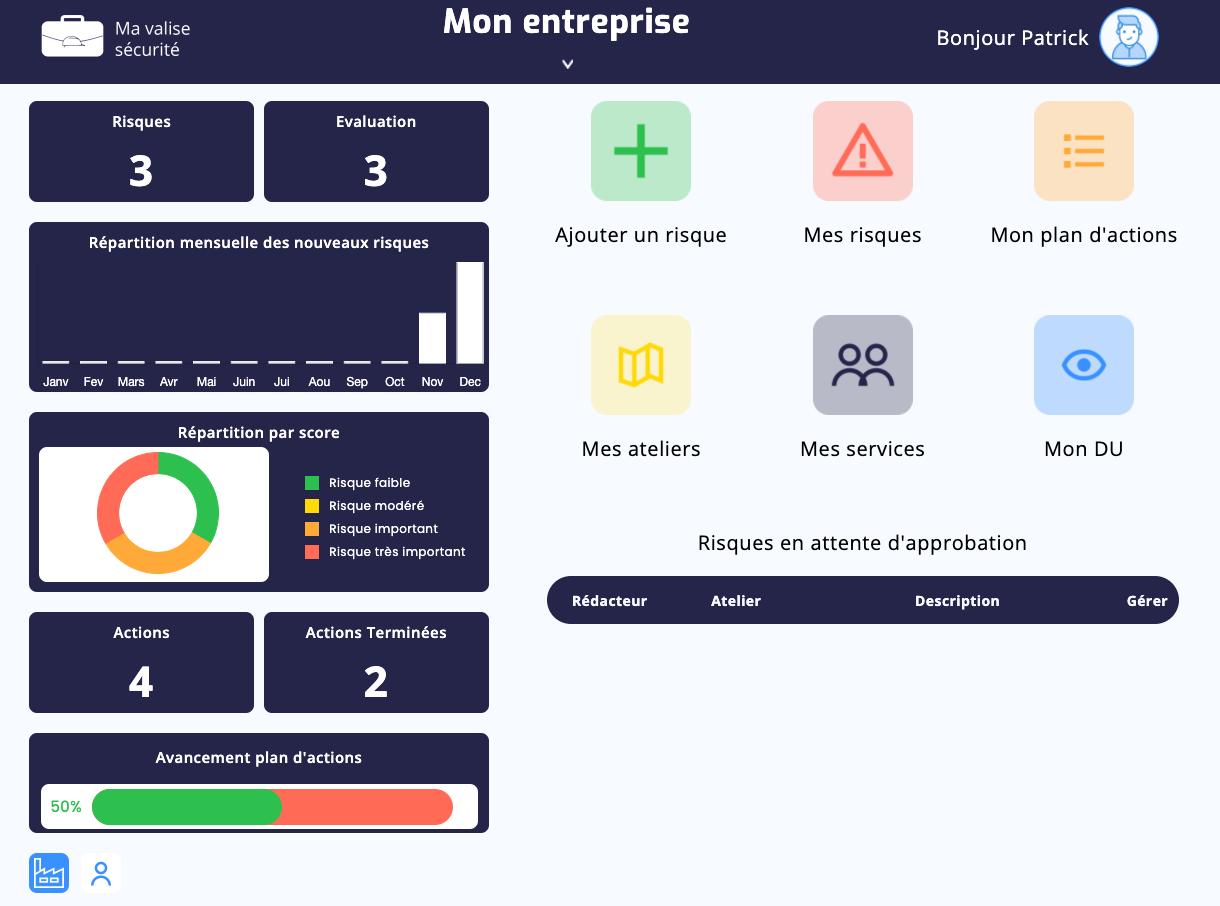 Ma valise
sécurité
Mon entreprise
Bonjour Patrick
Risques
3
Evaluation
3
Répartition mensuelle des nouveaux risques
Janv Fev Mars Avr Mai Juin Jui Aou Sep Oct Nov Dec
Répartition par score
Risque faible
Risque modéré
Risque important
Risque très important
Actions
4
Actions Terminées
2
Avancement plan d'actions
50%
Ajouter un risque
Mes risques
Mon plan d'actions
Mes ateliers
Mes services
Mon DU
Risques en attente d'approbation
Rédacteur Atelier Description Gérer